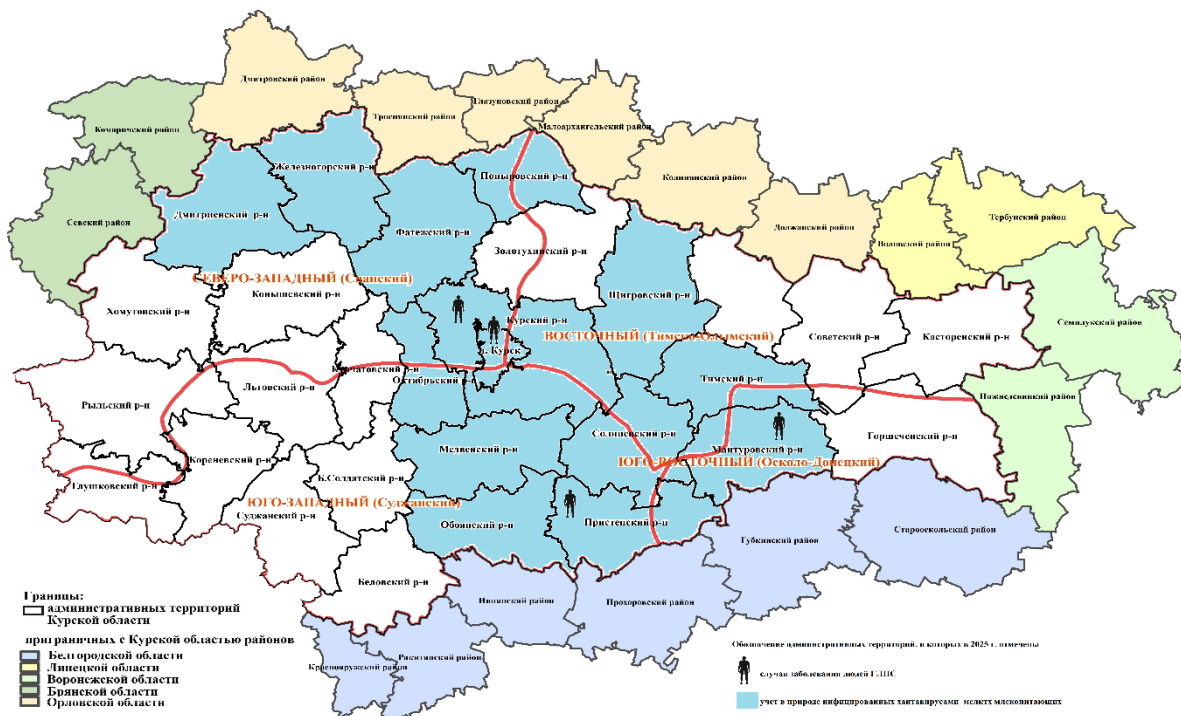 Дмитровский район
Глазуновский район
Троснянский район
Малоархангельский район
Комаричский район
Железногорский р-н
Поныровский р-н
Колпнянский район
Дмитриевский р-н
Севский район
Фатежский р-н
Должанский район
Тербунский район
Воловский район
Золотухинский р-н
СЕВЕРО-ЗАПАДНЫЙ (Свапский)
Конышевский р-н
Щигровский р-н
Хомутовский р-н
Курский р-н
ВОСТОЧНЫЙ (Тимско-Олымский)
Советский р-н
Касторенский р-н
Семилукский район
г. Курск
Курчатовский р-н
Октябрьский р-н
Льговский р-н
Тимский р-н
Рыльский р-н
Нижнедевицкий район
Солнцевский р-н
Горшеченский р-н
Медвенский р-н
Мантуровский р-н
Кореневский р-н
ЮГО-ВОСТОЧНЫЙ (Осколо-Донецкий)
Глушковский р-н
Б.Солдатский р-н
ЮГО-ЗАПАДНЫЙ (Суджанский)
Суджанский р-н
Обоянский р-н
Пристенский р-н
Старооскольский район
Губкинский район
Беловский р-н
Ивнянский район
Прохоровский район
Ракитянский район
Краснояружский район
Границы:
административных территорий
Курской области
приграничных с Курской областью районов
Белгородской области
Липецкой области
Воронежской области
Брянской области
Орловской области
Обозначение административных территорий, в которых в 2025 г. отмечены
случаи заболевания людей ГЛПС
учет в природе инфицированных хантавирусами мелких млекопитающих